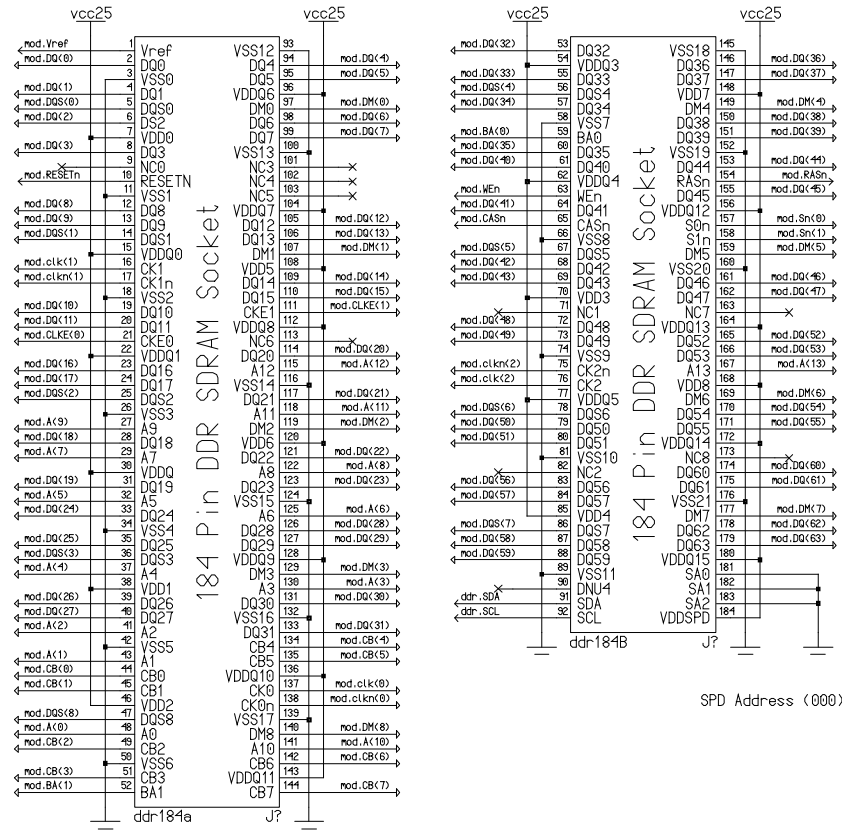 vcc25 vcc25
mod.Vref 1 Vref VSS12 93
mod.DQ(0) 2 DQ0 DQ4 94 mod.DQ(4)
3 VSS0 DQ5 95 mod.DQ(5)
mod.DQ(1) 4 DQ1 VDDQ6 96
mod.DQS(0) 5 DQS0 DM0 97 mod.DM(0)
mod.DQ(2) 6 DS2 DQ6 98 mod.DQ(6)
7 VDD0 DQ7 99 mod.DQ(7)
mod.DQ(3) 8 DQ3 VSS13 100
9 NC0 NC3 101
mod.RESETn 10 RESETN NC4 102
11 VSS1 NC5 103
mod.DQ(8) 12 DQ8 VDDQ7 104
mod.DQ(9) 13 DQ9 DQ12 105 mod.DQ(12)
mod.DQS(1) 14 DQS1 DQ13 106 mod.DQ(13)
15 VDDQ0 DM1 107 mod.DM(1)
mod.clk(1) 16 CK1 VDD5 108
mod.clkn(1) 17 CK1n DQ14 109 mod.DQ(14)
18 VSS2 DQ15 110 mod.DQ(15)
mod.DQ(10) 19 DQ10 CKE1 111 mod.CLKE(1)
mod.DQ(11) 20 DQ11 VDDQ8 112
mod.CLKE(0) 21 CKE0 NC6 113
22 VDDQ1 DQ20 114 mod.DQ(20)
mod.DQ(16) 23 DQ16 A12 115 mod.A(12)
mod.DQ(17) 24 DQ17 VSS14 116
mod.DQS(2) 25 DQS2 DQ21 117 mod.DQ(21)
26 VSS3 A11 118 mod.A(11)
mod.A(9) 27 A9 DM2 119 mod.DM(2)
mod.DQ(18) 28 DQ18 VDD6 120
mod.A(7) 29 A7 DQ22 121 mod.DQ(22)
30 VDDQ A8 122 mod.A(8)
mod.DQ(19) 31 DQ19 DQ23 123 mod.DQ(23)
mod.A(5) 32 A5 VSS15 124
mod.DQ(24) 33 DQ24 A6 125 mod.A(6)
34 VSS4 DQ28 126 mod.DQ(28)
mod.DQ(25) 35 DQ25 DQ29 127 mod.DQ(29)
mod.DQS(3) 36 DQS3 VDDQ9 128
mod.A(4) 37 A4 DM3 129 mod.DM(3)
38 VDD1 A3 130 mod.A(3)
mod.DQ(26) 39 DQ26 DQ30 131 mod.DQ(30)
mod.DQ(27) 40 DQ27 VSS16 132
mod.A(2) 41 A2 DQ31 133 mod.DQ(31)
42 VSS5 CB4 134 mod.CB(4)
mod.A(1) 43 A1 CB5 135 mod.CB(5)
mod.CB(0) 44 CB0 VDDQ10 136
mod.CB(1) 45 CB1 CK0 137 mod.clk(0)
46 VDD2 CK0n 138 mod.clkn(0)
mod.DQS(8) 47 DQS8 VSS17 139
mod.A(0) 48 A0 DM8 140 mod.DM(8)
mod.CB(2) 49 CB2 A10 141 mod.A(10)
50 VSS6 CB6 142 mod.CB(6)
mod.CB(3) 51 CB3 VDDQ11 143
mod.BA(1) 52 BA1 CB7 144 mod.CB(7)
184 Pin DDR SDRAM Socket
ddr184a J?
vcc25 vcc25
mod.DQ(32) 53 DQ32 VSS18 145
54 VDDQ3 DQ36 146 mod.DQ(36)
mod.DQ(33) 55 DQ33 DQ37 147 mod.DQ(37)
mod.DQS(4) 56 DQS4 VDD7 148
mod.DQ(34) 57 DQ34 DM4 149 mod.DM(4)
58 VSS7 DQ38 150 mod.DQ(38)
mod.BA(0) 59 BA0 DQ39 151 mod.DQ(39)
mod.DQ(35) 60 DQ35 VSS19 152
mod.DQ(40) 61 DQ40 DQ44 153 mod.DQ(44)
62 VDDQ4 RASn 154 mod.RASn
mod.WEn 63 WEn DQ45 155 mod.DQ(45)
mod.DQ(41) 64 DQ41 VDDQ12 156
mod.CASn 65 CASn S0n 157 mod.Sn(0)
66 VSS8 S1n 158 mod.Sn(1)
mod.DQS(5) 67 DQS5 DM5 159 mod.DM(5)
mod.DQ(42) 68 DQ42 VSS20 160
mod.DQ(43) 69 DQ43 DQ46 161 mod.DQ(46)
70 VDD3 DQ47 162 mod.DQ(47)
71 NC1 NC7 163
mod.DQ(48) 72 DQ48 VDDQ13 164
mod.DQ(49) 73 DQ49 DQ52 165 mod.DQ(52)
74 VSS9 DQ53 166 mod.DQ(53)
mod.clkn(2) 75 CK2n A13 167 mod.A(13)
mod.clk(2) 76 CK2 VDD8 168
77 VDDQ5 DM6 169 mod.DM(6)
mod.DQS(6) 78 DQS6 DQ54 170 mod.DQ(54)
mod.DQ(50) 79 DQ50 DQ55 171 mod.DQ(55)
mod.DQ(51) 80 DQ51 VDDQ14 172
81 VSS10 NC8 173
82 NC2 DQ60 174 mod.DQ(60)
mod.DQ(56) 83 DQ56 DQ61 175 mod.DQ(61)
mod.DQ(57) 84 DQ57 VSS21 176
85 VDD4 DM7 177 mod.DM(7)
mod.DQS(7) 86 DQS7 DQ62 178 mod.DQ(62)
mod.DQ(58) 87 DQ58 DQ63 179 mod.DQ(63)
mod.DQ(59) 88 DQ59 VDDQ15 180
89 VSS11 SA0 181
90 DNU4 SA1 182
ddr.SDA 91 SDA SA2 183
ddr.SCL 92 SCL VDDSPD 184
184 Pin DDR SDRAM Socket
ddr184B J?
SPD Address (000)